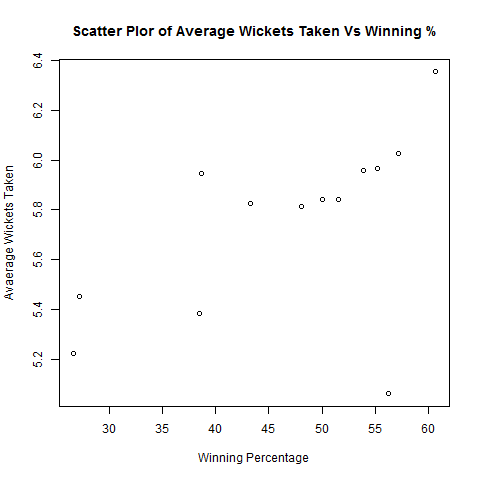 Scatter Plor of Average Wickets Taken Vs Winning %
Avaerage Wickets Taken
6.4
6.2
6.0
5.8
5.6
5.4
5.2
30 35 40 45 50 55 60
Winning Percentage